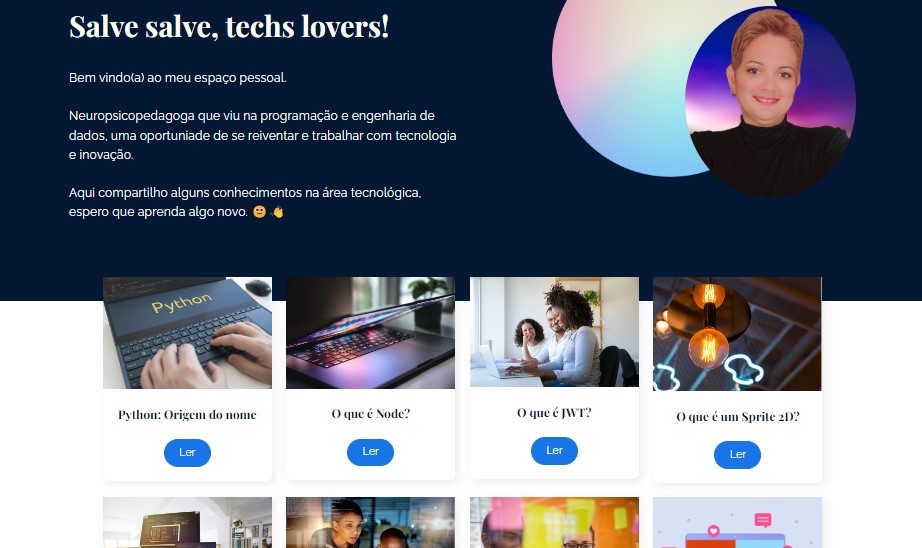 Salve salve, techs lovers!
Bem vindo(a) ao meu espaço pessoal.
Neuropsicopedagoga que viu na programação e engenharia de
dados, uma oportuniade de se reiventar e trabalhar com tecnologia
e inovação.
Aqui compartilho alguns conhecimentos na área tecnológica,
espero que aprenda algo novo. 🙂 👋
Python
Python: Origem do nome
O que é Node?
O que é JWT?
O que é um Sprite 2D?
Ler
Ler
Ler
Ler